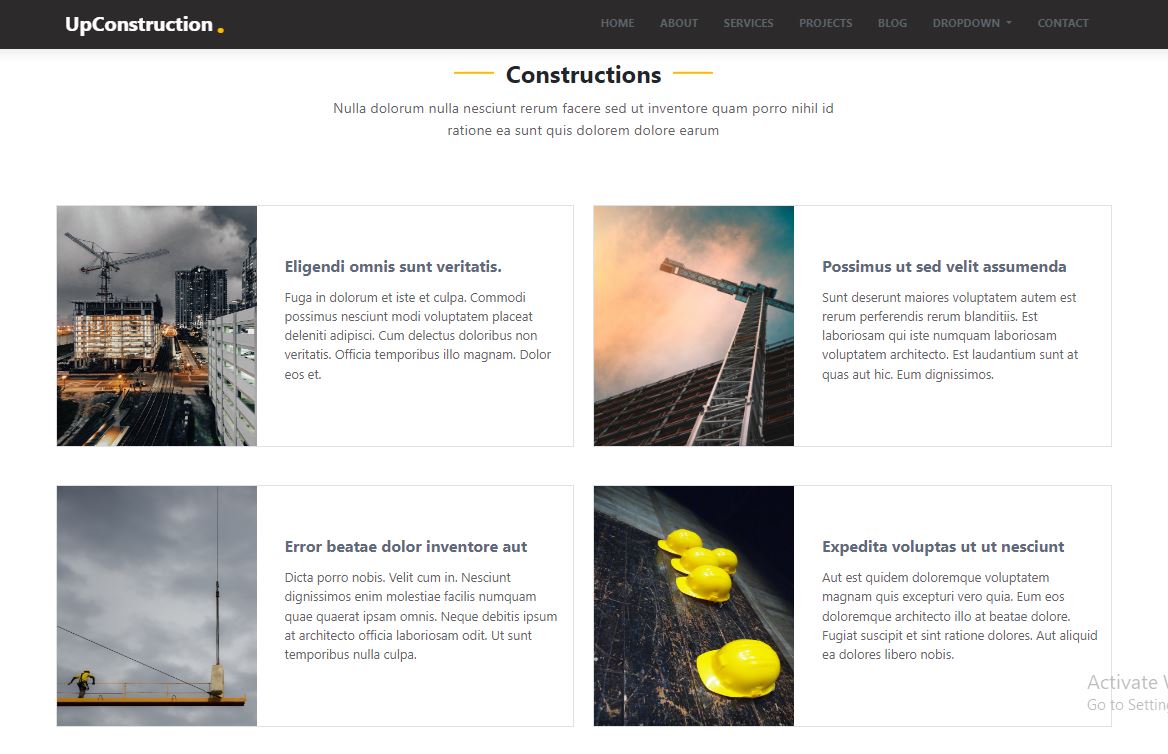 UpConstruction.
HOME ABOUT SERVICES PROJECTS BLOG DROPDOWN CONTACT
Constructions
Nulla dolorum nulla nesciunt rerum facere sed ut inventore quam porro nihil id
ratione ea sunt quis dolorem dolore earum
Eligendi omnis sunt veritatis.
Fuga in dolorum et iste et culpa. Commodi
possimus nesciunt modi voluptatem placeat
deleniti adipisci. Cum delectus doloribus non
veritatis. Officia temporibus illo magnam. Dolor
eos et.
Possimus ut sed velit assumenda
Sunt deserunt maiores voluptatem autem est
rerum perferendis rerum blanditiis. Est
laboriosam qui iste numquam laboriosam
voluptatem architecto. Est laudantium sunt at
quas aut hic. Eum dignissimos.
Error beatae dolor inventore aut
Dicta porro nobis. Velit cum in. Nesciunt
dignissimos enim molestiae facilis numquam
quae quaerat ipsam omnis. Neque debitis ipsum
at architecto officia laboriosam odit. Ut sunt
temporibus nulla culpa.
Expedita voluptas ut ut nesciunt
Aut est quidem doloremque voluptatem
magnam quis excepturi vero quia. Eum eos
doloremque architecto illo at beatae dolore.
Fugiat suscipit et sint ratione dolores. Aut aliquid
ea dolores libero nobis.
Activate
Go to Setting